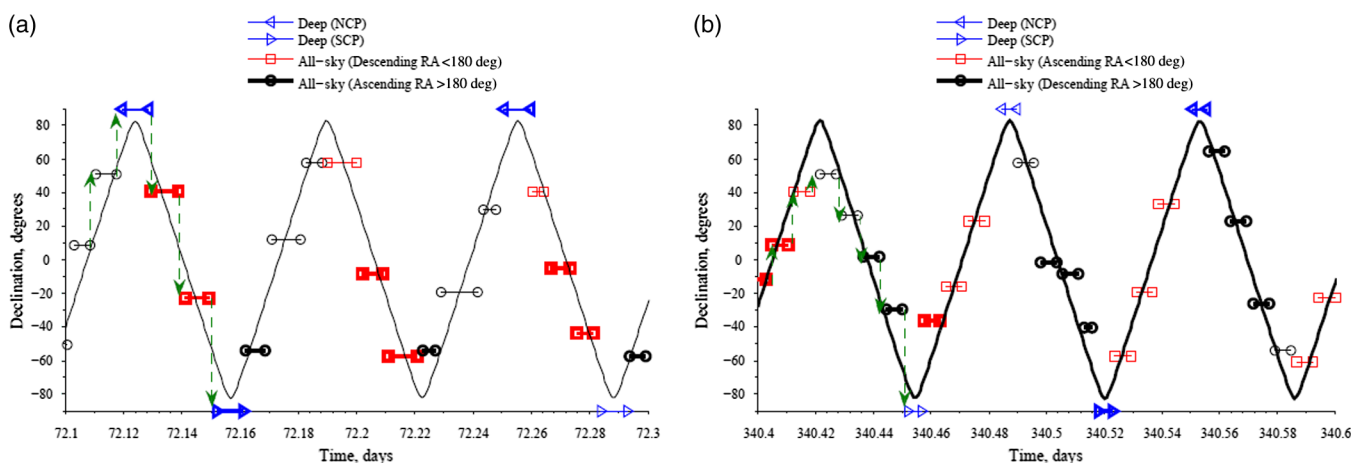 (a)
Deep (NCP)
Deep (SCP)
All-sky (Descending RA <180 deg)
All-sky (Ascending RA >180 deg)
Declination, degrees
80
60
40
20
0
−20
−40
−60
−80
72.1 72.12 72.14 72.16 72.2 72.22 72.24 72.26 72.28 72.3
Time, days
(b)
Deep (NCP)
Deep (SCP)
All-sky (Ascending RA <180 deg)
All-sky (Descending RA >180 deg)
Declination, degrees
80
60
40
20
0
−20
−40
−60
−80
340.4 340.42 340.44 340.46 340.48 340.5 340.52 340.54 340.56 340.58 340.6
Time, days